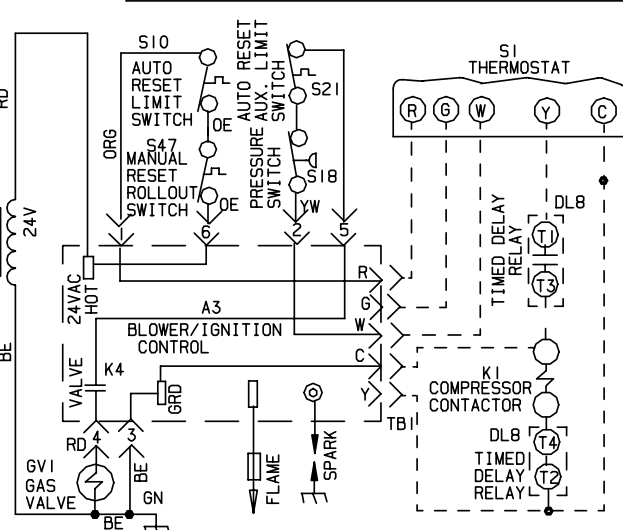 S10
AUTO
RESET
LIMIT
SWITCH
OE
S47
MANUAL
RESET
ROLLOUT
SWITCH
OE
ORG
AUTO RESET
AUX. LIMIT
SWITCH
S21
PRESSURE
SWITCH
S18
YW
S1
THERMOSTAT
R
G
W
Y
C
RD
24V
BE
1
6
2
5
24VAC
HOT
A3
BLOWER/IGNITION
CONTROL
VALVE
K4
GRD
R
G
W
C
Y
TB1
TIMED DELAY
RELAY
DL8
T1
T3
K1
COMPRESSOR
CONTACTOR
DL8
TIMED
DELAY
RELAY
T4
T2
RD
4
3
GV1
GAS
VALVE
BE
GN
BE
FLAME
SPARK